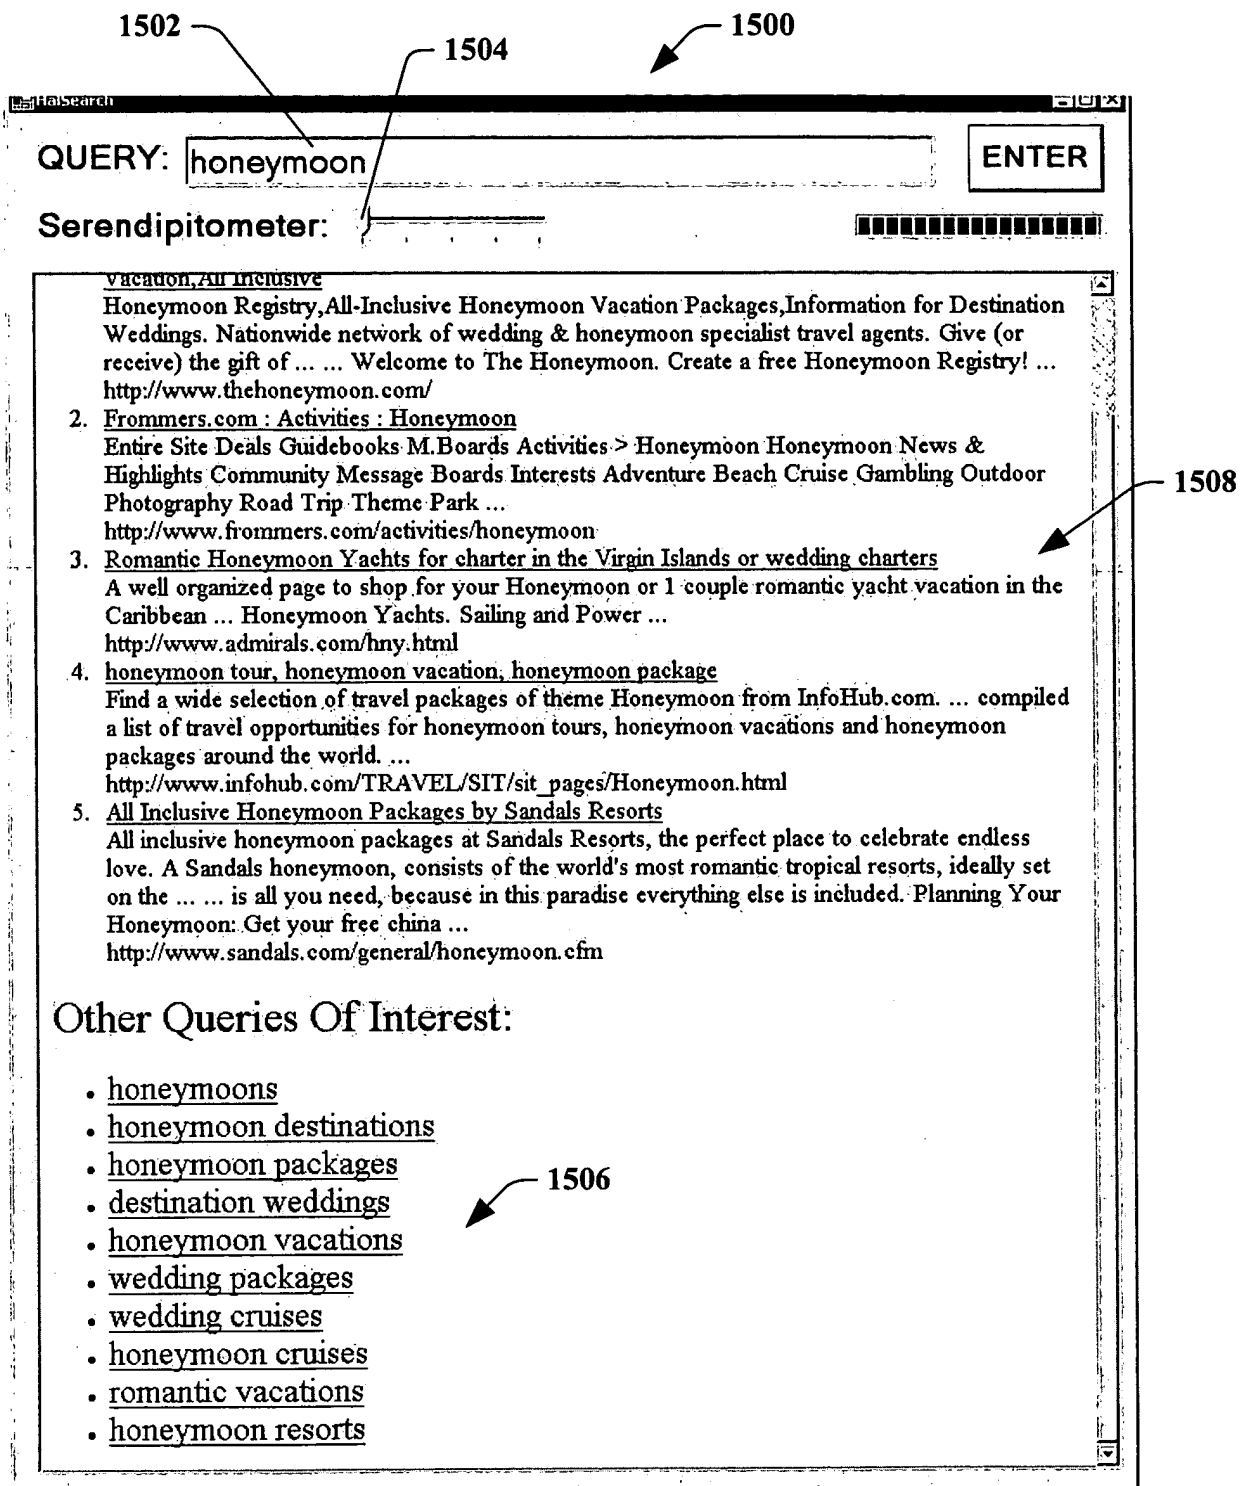 1502
1504
1500
HalSearch
QUERY: honeymoon ENTER
Serendipitometer:
Vacation,All Inclusive
Honeymoon Registry,All-Inclusive Honeymoon Vacation Packages,Information for Destination
Weddings. Nationwide network of wedding & honeymoon specialist travel agents. Give (or
receive) the gift of ... ... Welcome to The Honeymoon. Create a free Honeymoon Registry! ...
http://www.thehoneymoon.com/
2. Frommers.com : Activities : Honeymoon
Entire Site Deals Guidebooks M.Boards Activities > Honeymoon Honeymoon News &
Highlights Community Message Boards Interests Adventure Beach Cruise Gambling Outdoor
Photography Road Trip Theme Park ...
http://www.frommers.com/activities/honeymoon
1508
3. Romantic Honeymoon Yachts for charter in the Virgin Islands or wedding charters
A well organized page to shop for your Honeymoon or 1 couple romantic yacht vacation in the
Caribbean ... Honeymoon Yachts. Sailing and Power ...
http://www.admirals.com/hny.html
4. honeymoon tour, honeymoon vacation, honeymoon package
Find a wide selection of travel packages of theme Honeymoon from InfoHub.com. ... compiled
a list of travel opportunities for honeymoon tours, honeymoon vacations and honeymoon
packages around the world. ...
http://www.infohub.com/TRAVEL/SIT/sit_pages/Honeymoon.html
5. All Inclusive Honeymoon Packages by Sandals Resorts
All inclusive honeymoon packages at Sandals Resorts, the perfect place to celebrate endless
love. A Sandals honeymoon, consists of the world's most romantic tropical resorts, ideally set
on the ... ... is all you need, because in this paradise everything else is included. Planning Your
Honeymoon: Get your free china ...
http://www.sandals.com/general/honeymoon.cfm
Other Queries Of Interest:
• honeymoons
• honeymoon destinations
• honeymoon packages
1506
• destination weddings
• honeymoon vacations
• wedding packages
• wedding cruises
• honeymoon cruises
• romantic vacations
• honeymoon resorts